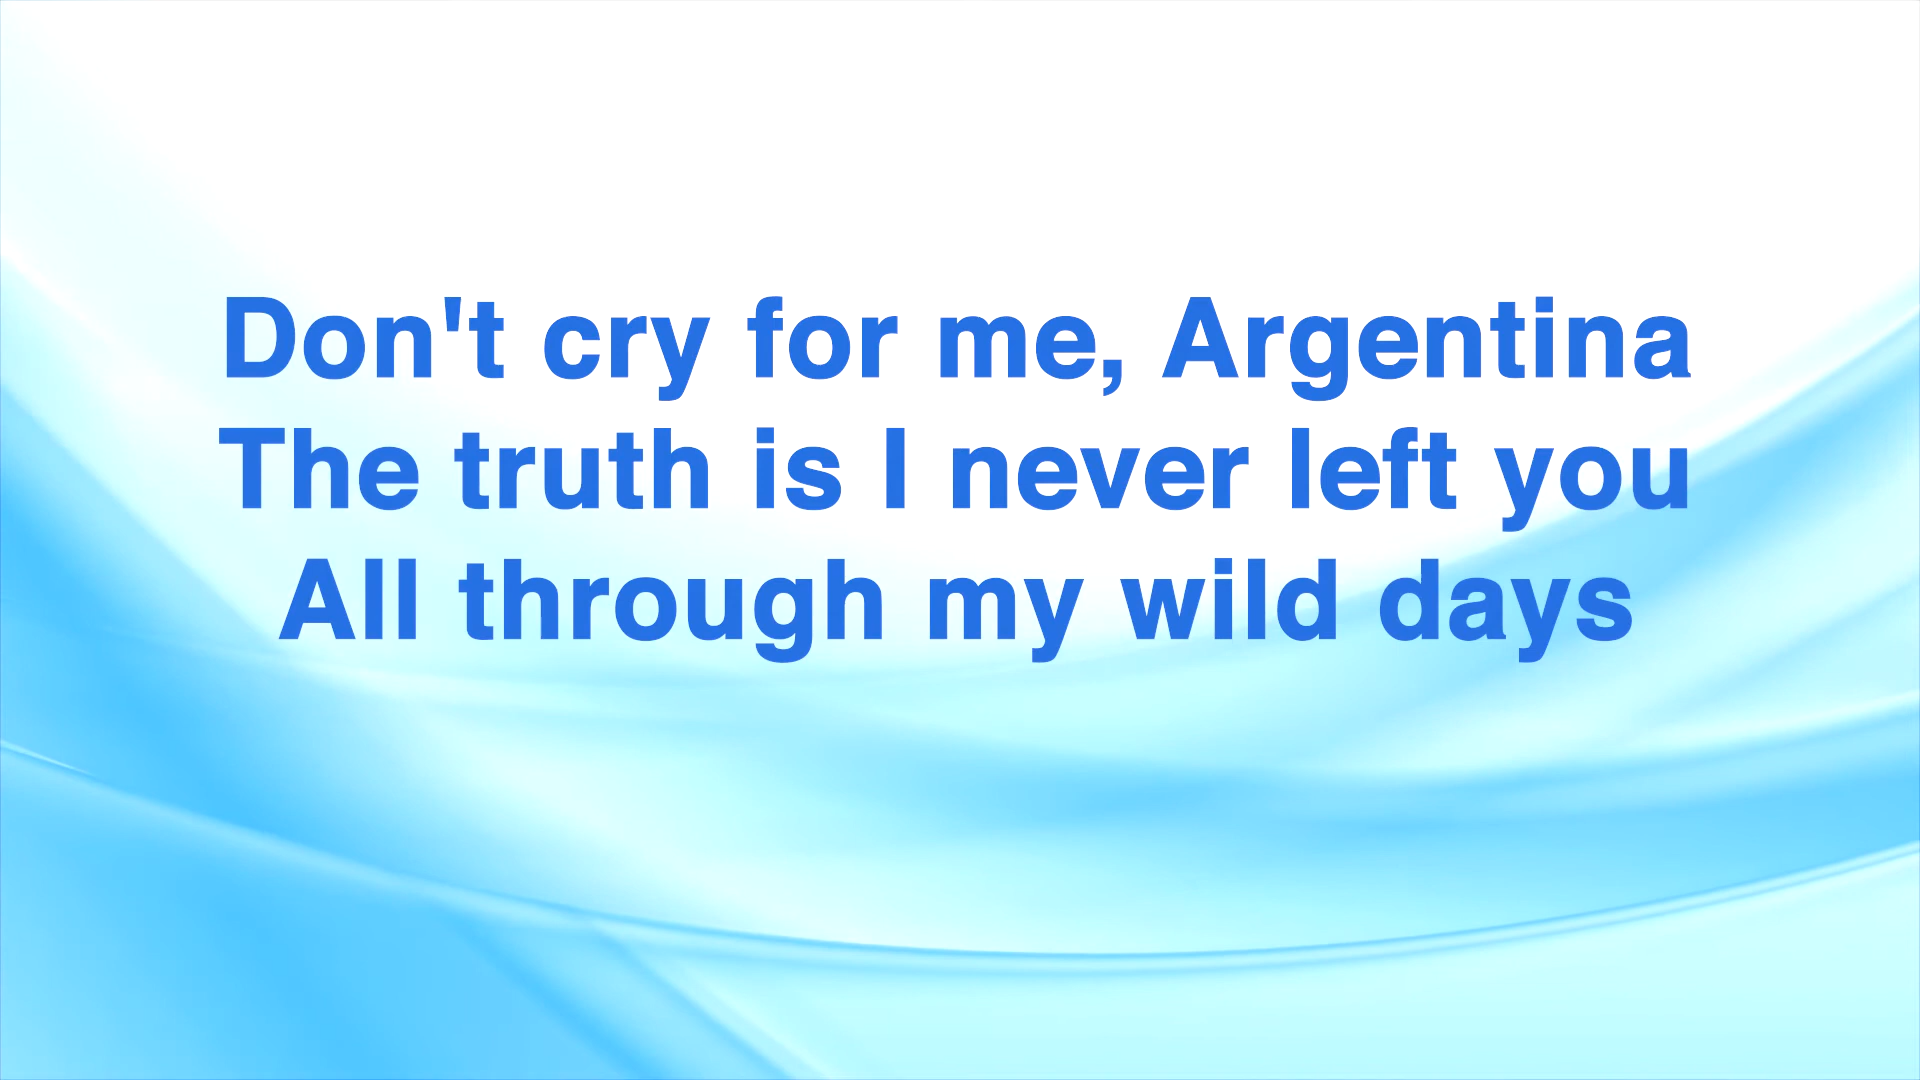 Don't cry for me, Argentina
The truth is I never left you
All through my wild days